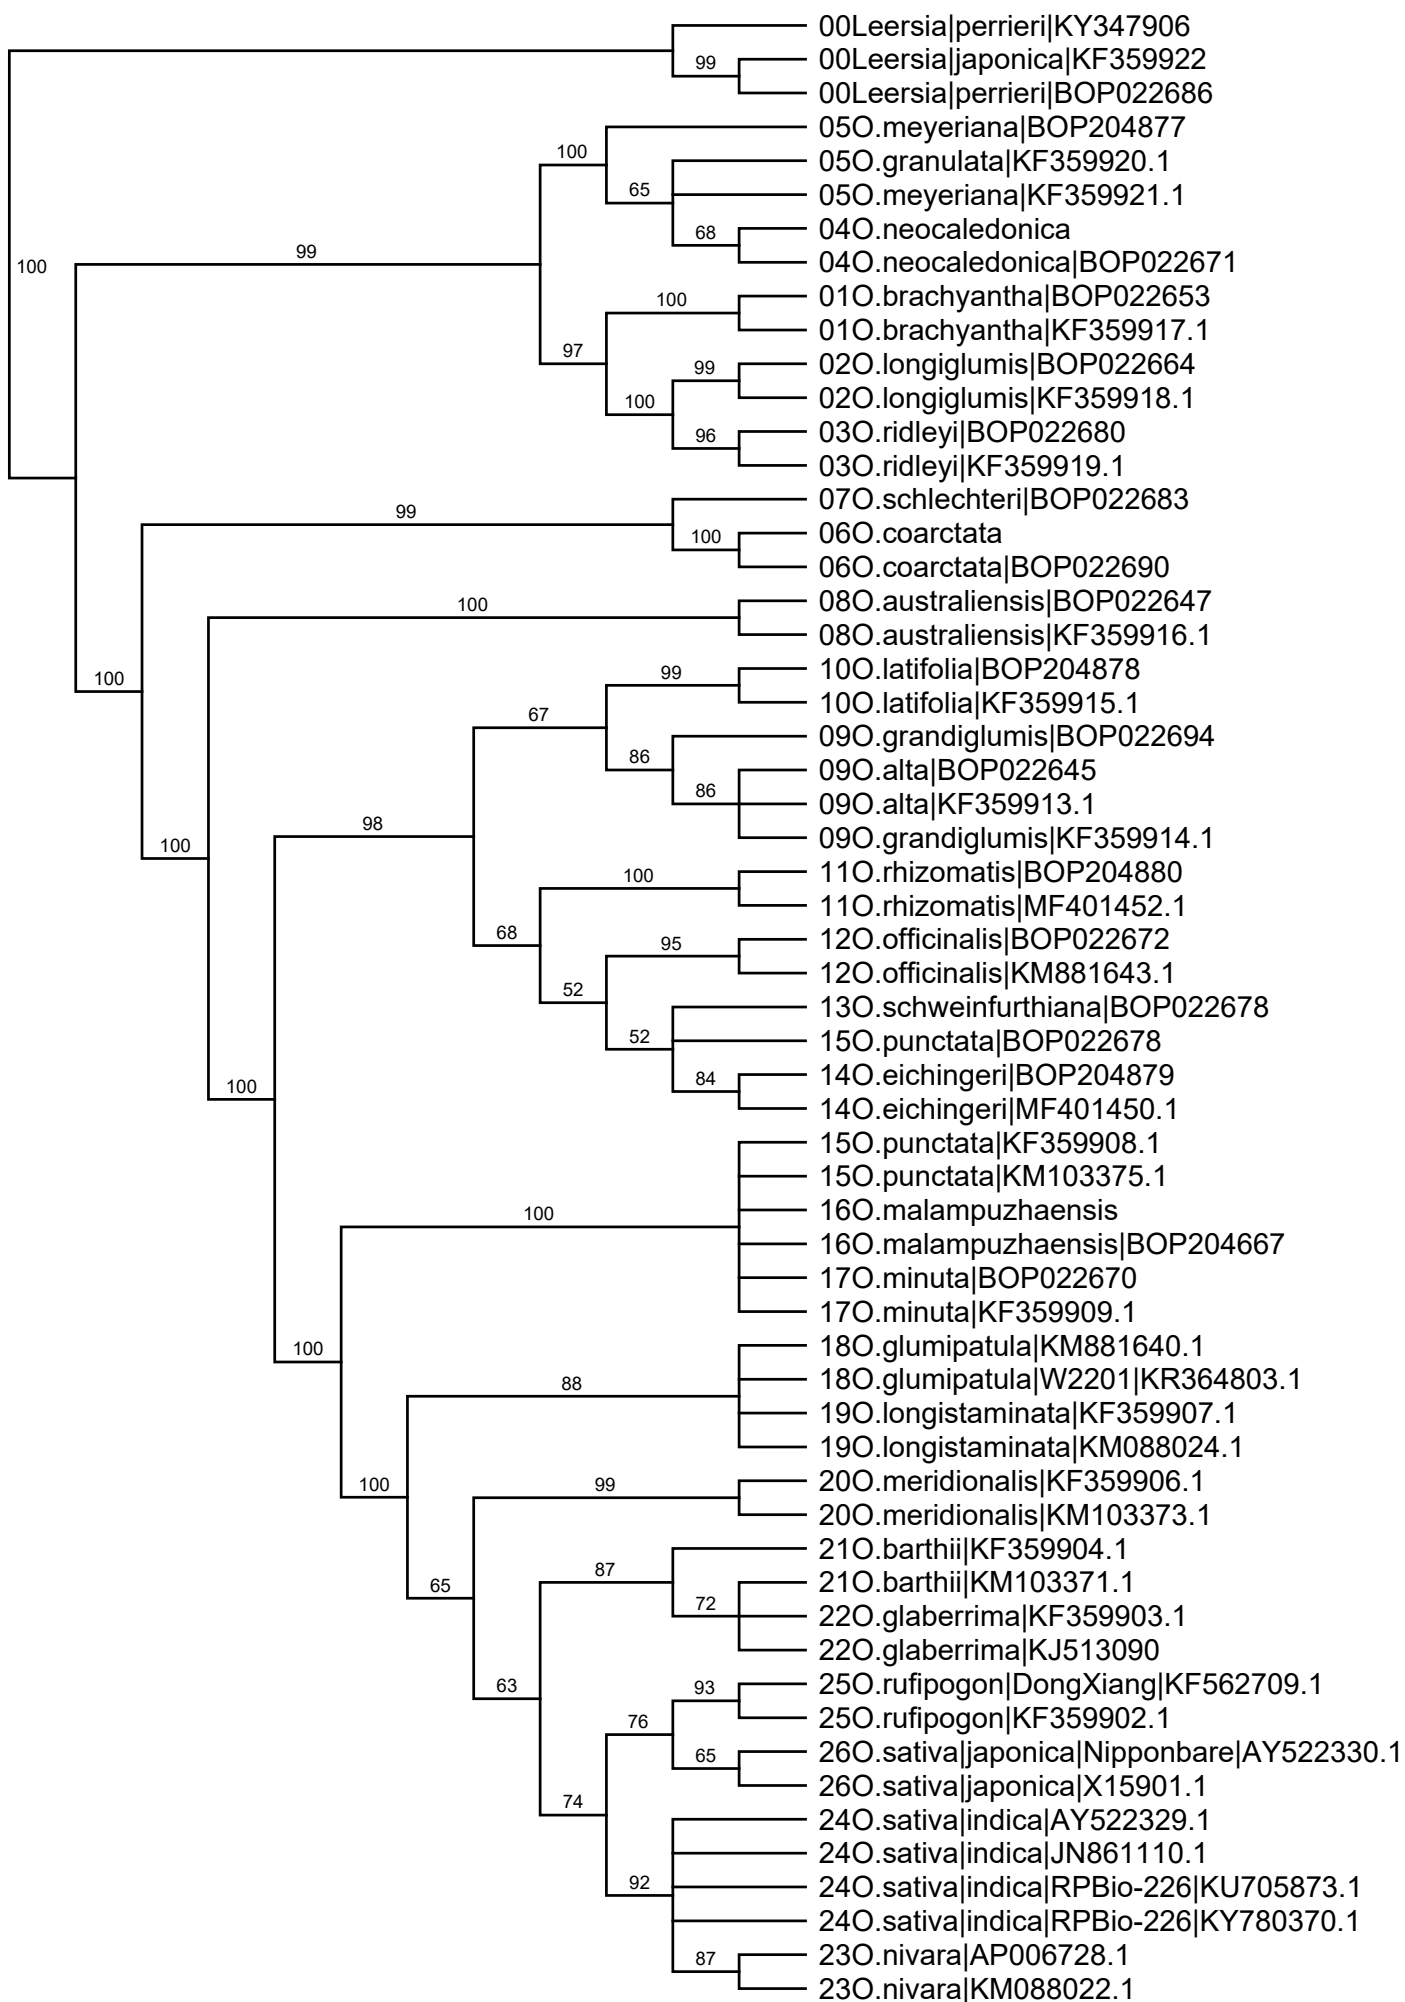 00Leersia|perrieri|KY347906
00Leersia|japonica|KF359922
99
00Leersia|perrieri|BOP022686
05O.meyeriana|BOP204877
100
05O.granulata|KF359920.1
65
05O.meyeriana|KF359921.1
04O.neocaledonica
68
04O.neocaledonica|BOP022671
99
100
01O.brachyantha|BOP022653
100
01O.brachyantha|KF359917.1
97
02O.longiglumis|BOP022664
99
02O.longiglumis|KF359918.1
100
03O.ridleyi|BOP022680
96
03O.ridleyi|KF359919.1
07O.schlechteri|BOP022683
99
06O.coarctata
100
06O.coarctata|BOP022690
08O.australiensis|BOP022647
100
08O.australiensis|KF359916.1
10O.latifolia|BOP204878
99
100
10O.latifolia|KF359915.1
67
09O.grandiglumis|BOP022694
86
09O.alta|BOP022645
86
09O.alta|KF359913.1
98
09O.grandiglumis|KF359914.1
100
11O.rhizomatis|BOP204880
100
11O.rhizomatis|MF401452.1
68
12O.officinalis|BOP022672
95
12O.officinalis|KM881643.1
52
13O.schweinfurthiana|BOP022678
52
15O.punctata|BOP022678
14O.eichingeri|BOP204879
84
100
14O.eichingeri|MF401450.1
15O.punctata|KF359908.1
15O.punctata|KM103375.1
16O.malampuzhaensis
100
16O.malampuzhaensis|BOP204667
17O.minuta|BOP022670
17O.minuta|KF359909.1
18O.glumipatula|KM881640.1
100
18O.glumipatula|W2201|KR364803.1
88
19O.longistaminata|KF359907.1
19O.longistaminata|KM088024.1
20O.meridionalis|KF359906.1
100
99
20O.meridionalis|KM103373.1
21O.barthii|KF359904.1
87
21O.barthii|KM103371.1
65
72
22O.glaberrima|KF359903.1
22O.glaberrima|KJ513090
63
25O.rufipogon|DongXiang|KF562709.1
93
25O.rufipogon|KF359902.1
76
26O.sativa|japonica|Nipponbare|AY522330.1
65
26O.sativa|japonica|X15901.1
74
24O.sativa|indica|AY522329.1
24O.sativa|indica|JN861110.1
92
24O.sativa|indica|RPBio-226|KU705873.1
24O.sativa|indica|RPBio-226|KY780370.1
23O.nivara|AP006728.1
87
23O.nivara|KM088022.1